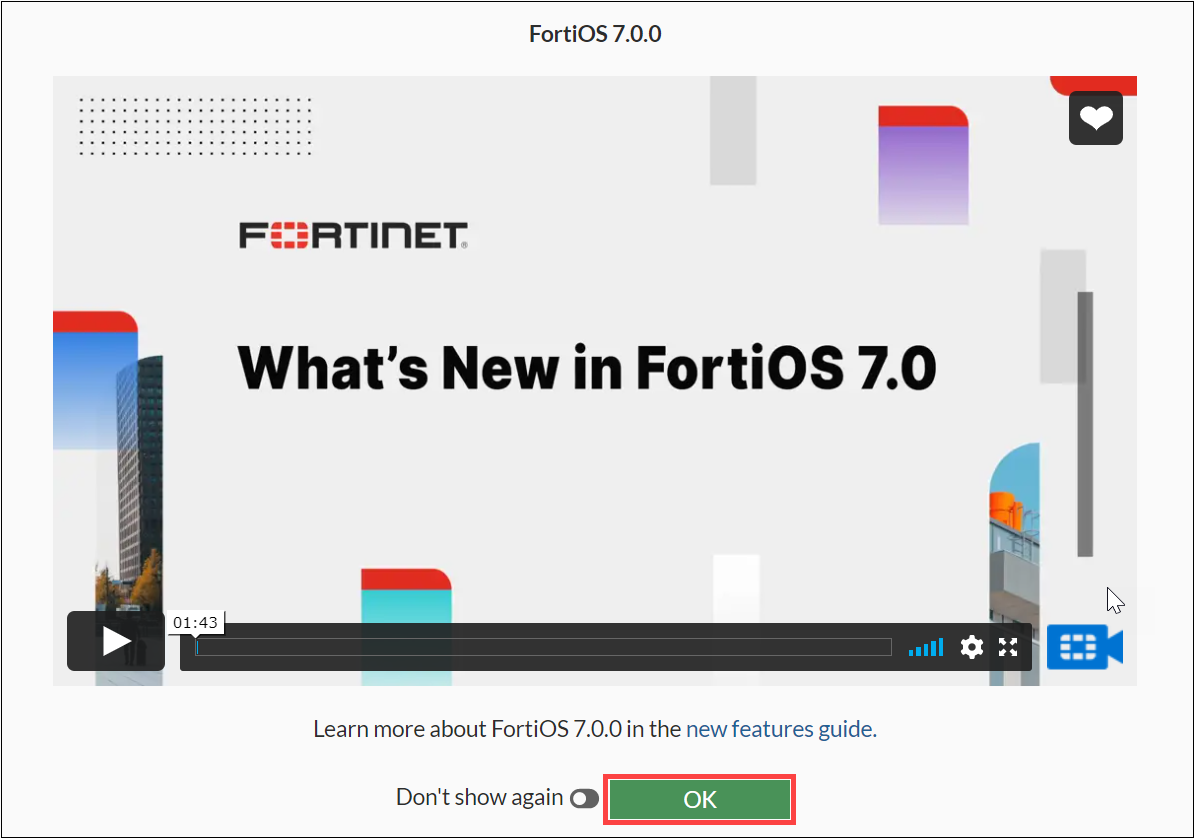 FortiOS 7.0.0
FORTINET®
What's New in FortiOS 7.0
01:43
Learn more about FortiOS 7.0.0 in the new features guide.
Don't show again OK